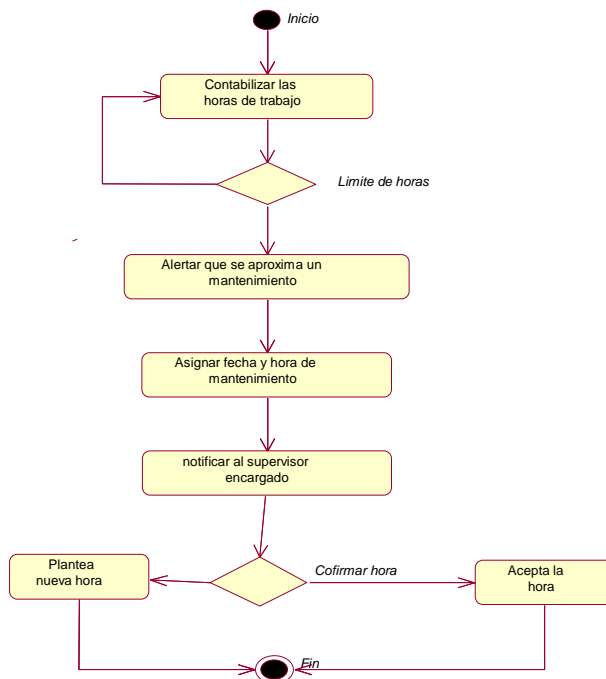 Inicio
Contabilizar las
horas de trabajo
Limite de horas
Alertar que se aproxima un
mantenimiento
Asignar fecha y hora de
mantenimiento
notificar al supervisor
encargado
Cofirmar hora
Plantea
nueva hora
Acepta la
hora
Fin